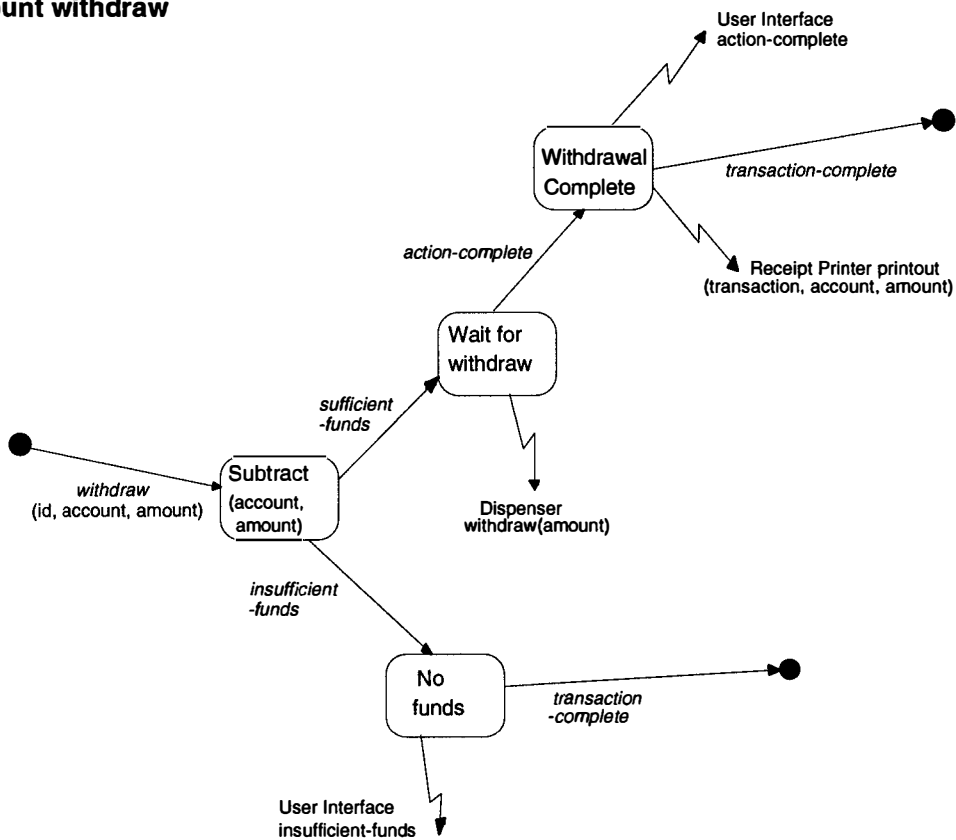 unt withdraw
User Interface
action-complete
Withdrawal
Complete
transaction-complete
action-complete
Receipt Printer printout
(transaction, account, amount)
Wait for
withdraw
sufficient
-funds
withdraw
(id, account, amount)
Subtract
(account,
amount)
Dispenser
withdraw(amount)
insufficient
-funds
No
funds
transaction
-complete
User Interface
insufficient-funds